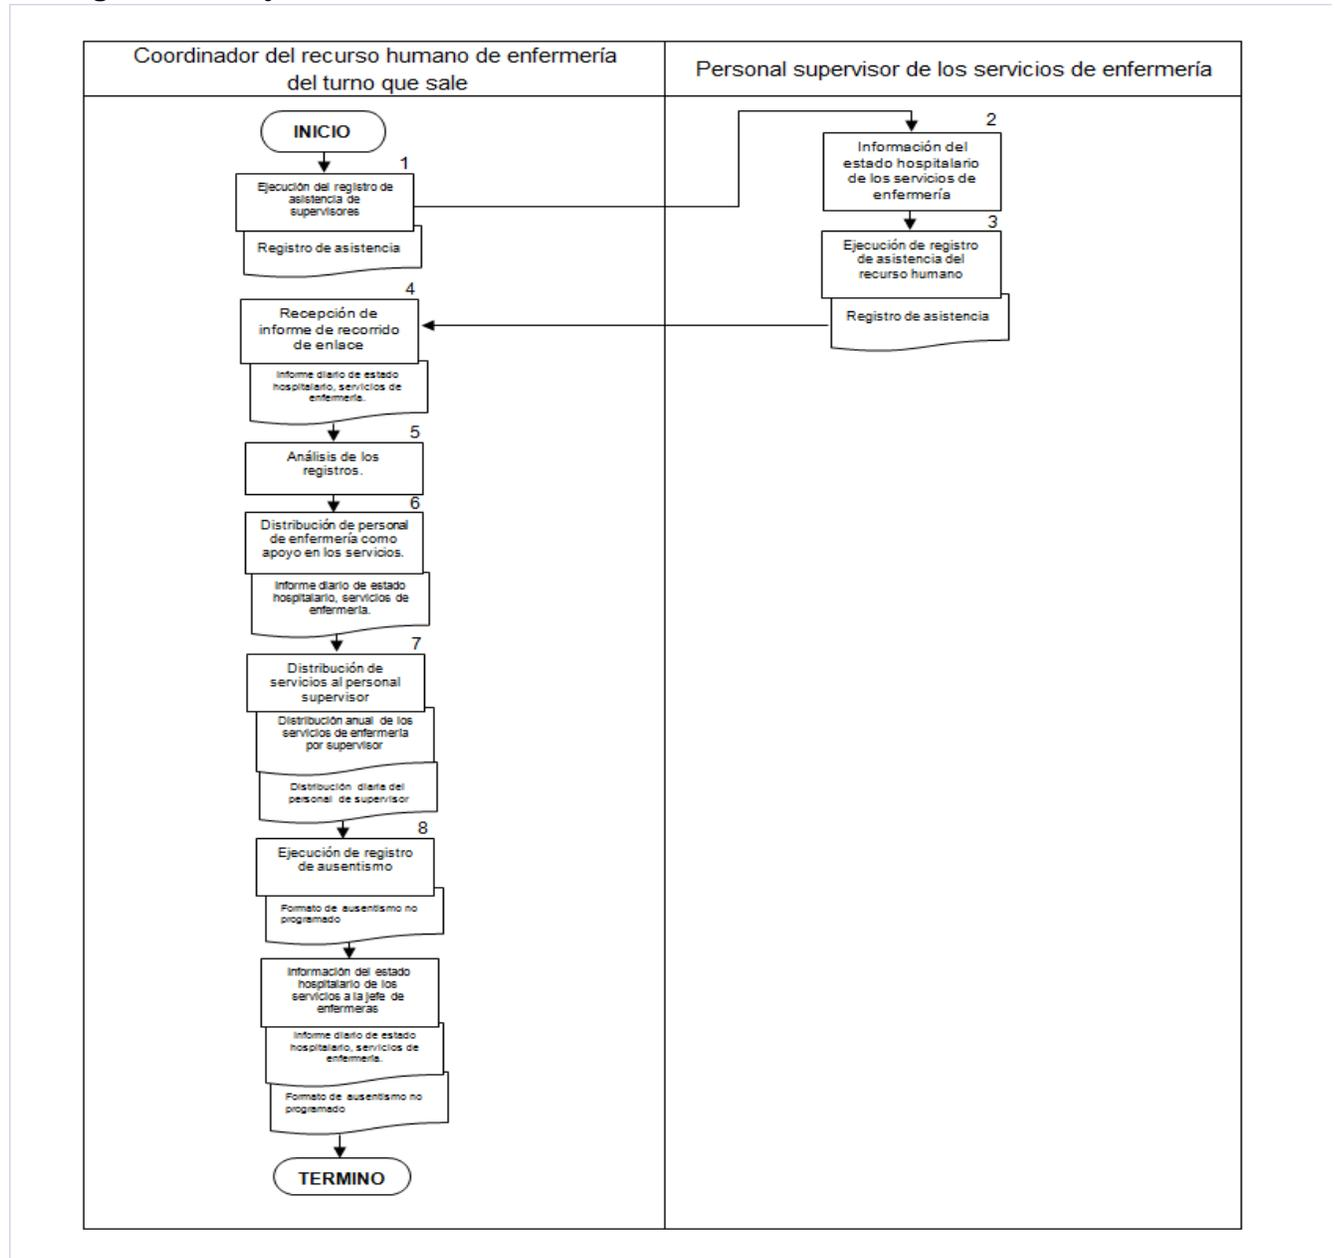 Coordinador del recurso humano de enfermería
del turno que sale
Personal supervisor de los servicios de enfermería
INICIO
1
Ejecución del registro de
asistencia de
supervisores
Registro de asistencia
2
Información del
estado hospitalario
de los servicios de
enfermería
3
Ejecución de registro
de asistencia del
recurso humano
Registro de asistencia
4
Recepción de
informe de recorrido
de enlace
Informe diario de estado
hospitalario, servicios de
enfermería.
5
Análisis de los
registros.
6
Distribución de personal
de enfermería como
apoyo en los servicios.
Informe diario de estado
hospitalario, servicios de
enfermería.
7
Distribución de
servicios al personal
supervisor
Distribución anual de los
servicios de enfermería
por supervisor
Distribución diaria del
personal de supervisor
8
Ejecución de registro
de ausentismo
Formato de ausentismo no
programado
Información del estado
hospitalario de los
servicios a la jefe de
enfermeras
Informe diario de estado
hospitalario, servicios de
enfermería.
Formato de ausentismo no
programado
TERMINO